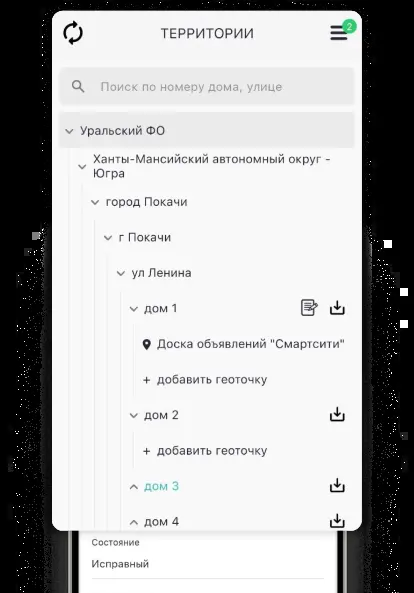 ТЕРРИТОРИИ
2
Поиск по номеру дома, улице
Уральский ФО
Ханты-Мансийский автономный округ -
Югра
город Покачи
г Покачи
ул Ленина
дом 1
Доска объявлений "Смартсити"
+ добавить геоточку
дом 2
+ добавить геоточку
дом 3
дом 4
Состояние
Исправный